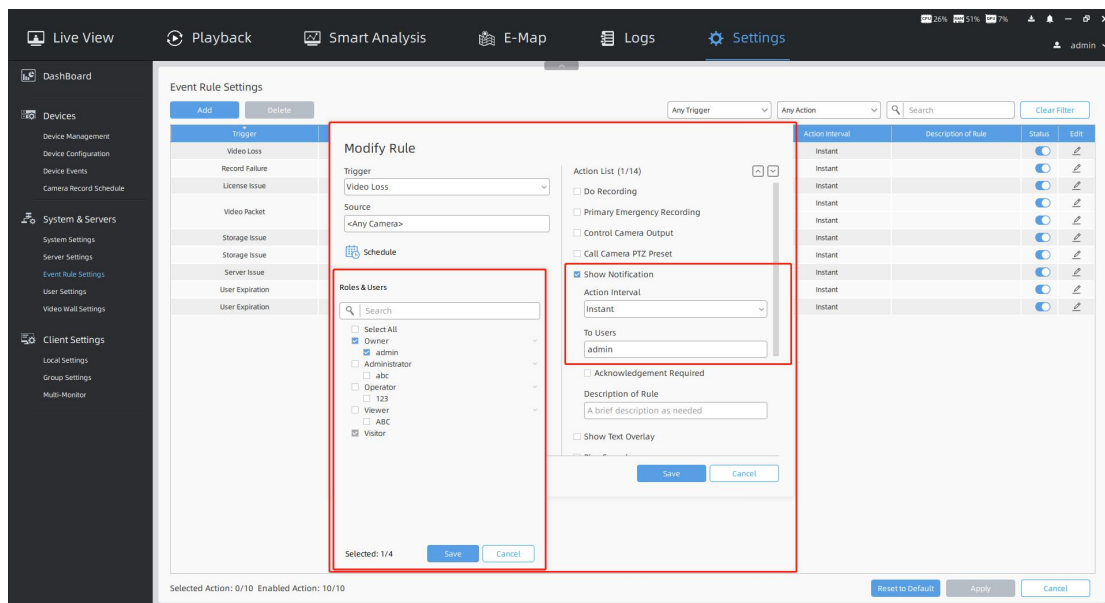 CPU 26% RAM 51% GPU 7%
Live View Playback Smart Analysis E-Map Logs Settings
admin
DashBoard
Devices
Device Management
Device Configuration
Device Events
Camera Record Schedule
System & Servers
System Settings
Server Settings
Event Rule Settings
User Settings
Video Wall Settings
Client Settings
Local Settings
Group Settings
Multi-Monitor
Event Rule Settings
Add Delete Any Trigger Any Action Search Clear Filter
Trigger Action Interval Description of Rule Status Edit
Video Loss Instant
Record Failure Instant
License Issue Instant
Video Packet Instant
Instant
Storage Issue Instant
Storage Issue Instant
Server Issue Instant
User Expiration Instant
User Expiration Instant
Modify Rule
Trigger
Video Loss
Source
<Any Camera>
Schedule
Roles & Users
Search
Select All
Owner
admin
Administrator
abc
Operator
123
Viewer
ABC
Visitor
Selected: 1/4 Save Cancel
Action List (1/14)
Do Recording
Primary Emergency Recording
Control Camera Output
Call Camera PTZ Preset
Show Notification
Action Interval
Instant
To Users
admin
Acknowledgement Required
Description of Rule
A brief description as needed
Show Text Overlay
Save Cancel
Selected Action: 0/10 Enabled Action: 10/10
Reset to Default Apply Cancel